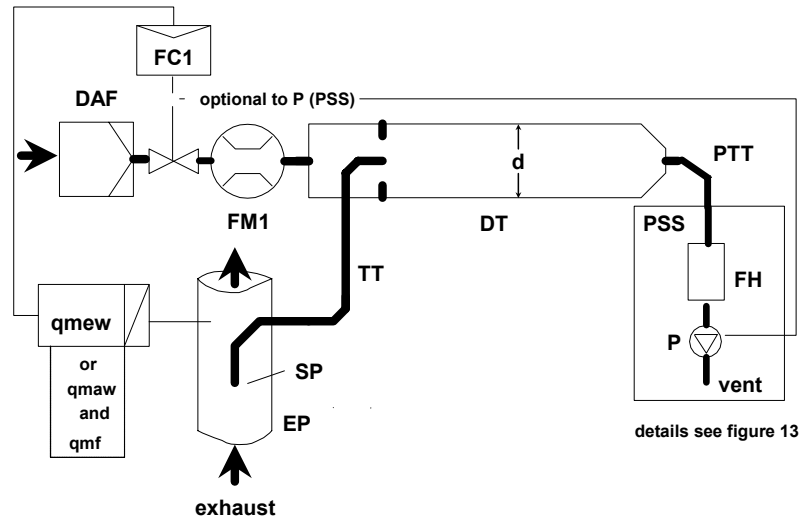 FC1
DAF
optional to P (PSS)
d
PTT
FM1
DT
PSS
TT
FH
qmew
P
or
qmaw
and
qmf
SP
vent
EP
details see figure 13
exhaust